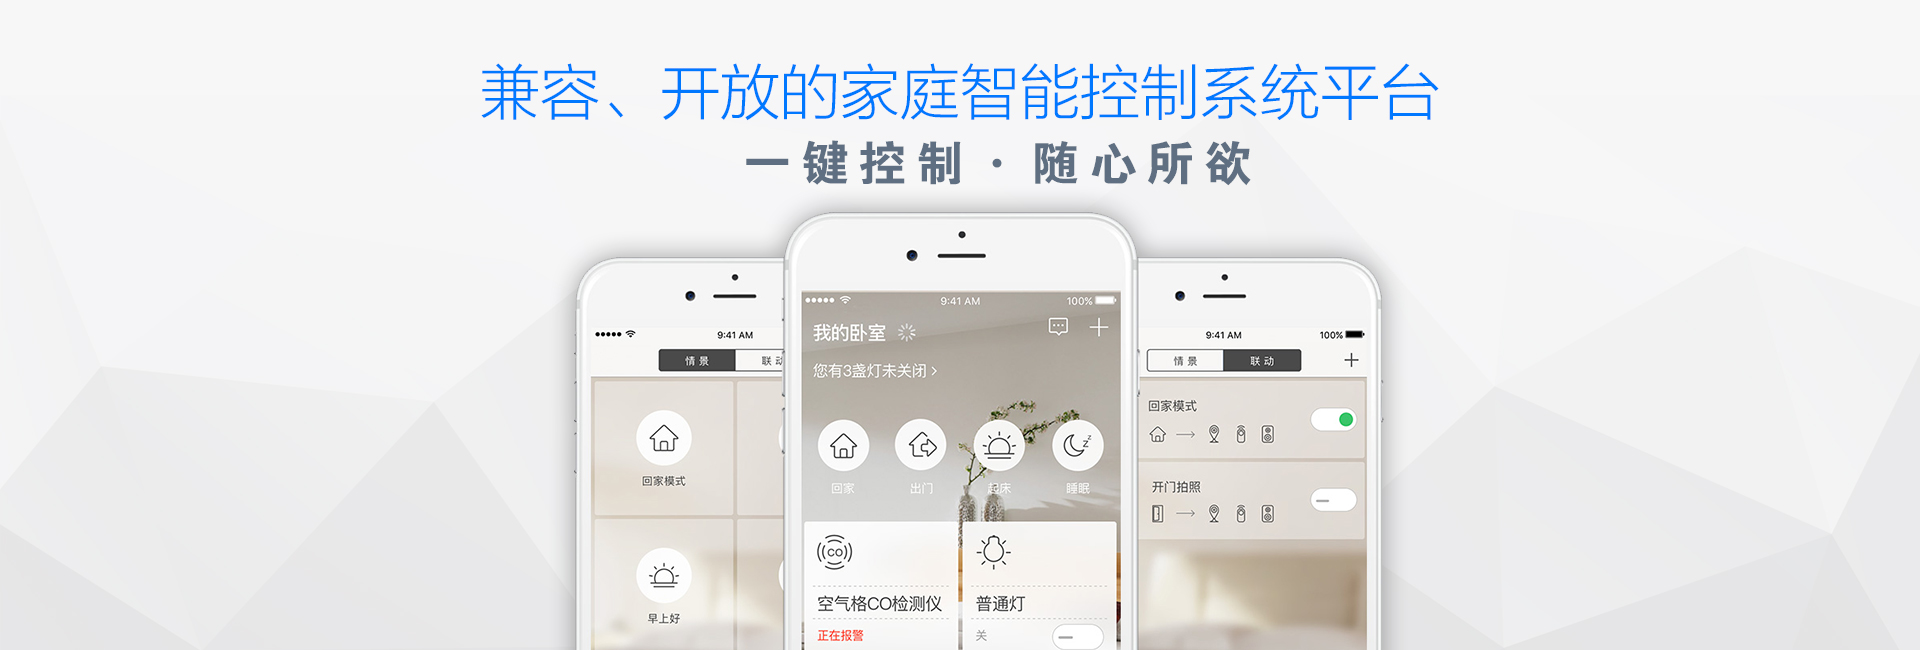 兼容、开放的家庭智能控制系统平台
一键控制·随心所欲
9:41 AM
情景
回家模式
早上好
9:41 AM 100%
我的卧室
您有3盏灯未关闭 >
回家 出门 起床 睡眠
CO
空气格CO检测仪
正在报警
普通灯
关
9:41 AM 100%
情景 联动
回家模式
开门拍照